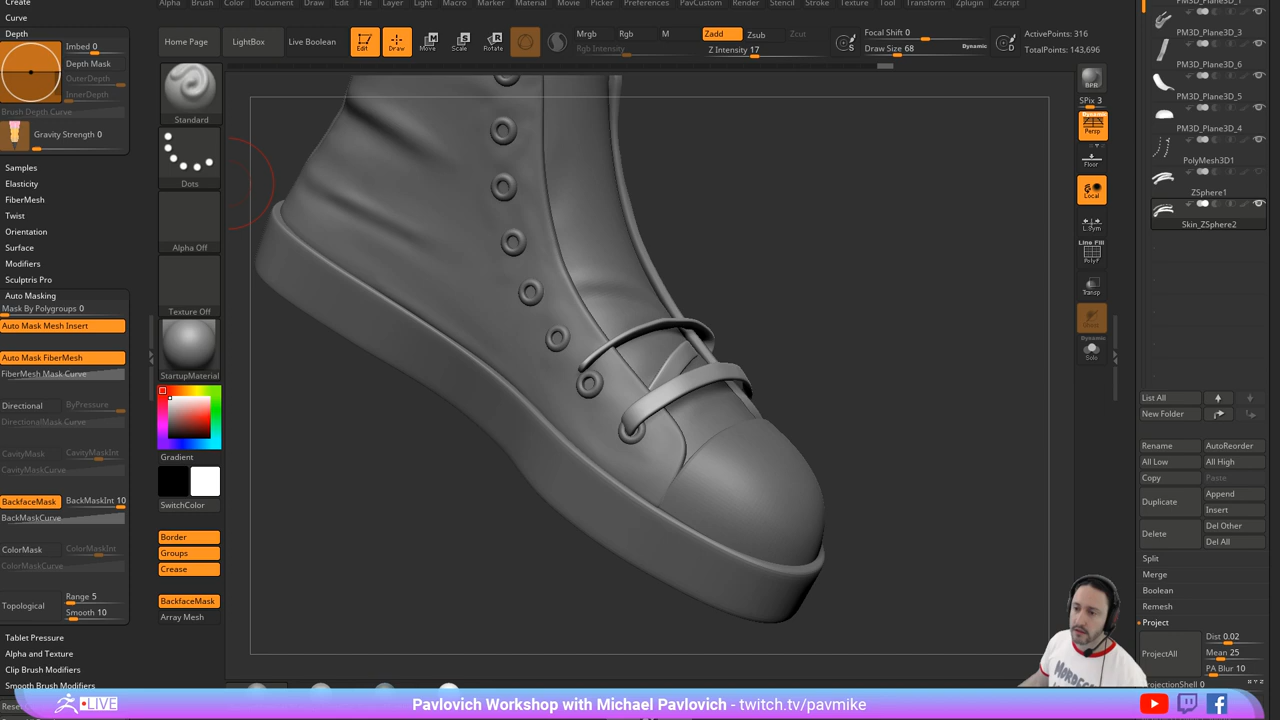 Create
Alpha Brush Color Document Draw Edit File Layer Light Macro Marker Material Movie Picker Preferences PavCustom Render Stencil Stroke Texture Tool Transform Zplugin Zscript
Curve
Depth
Imbed 0
Depth Mask
OuterDepth
InnerDepth
Brush Depth Curve
Gravity Strength 0
Samples
Elasticity
FiberMesh
Twist
Orientation
Surface
Modifiers
Sculptris Pro
Auto Masking
Mask By Polygroups 0
Auto Mask Mesh Insert
Auto Mask FiberMesh
FiberMesh Mask Curve
Directional
ByPressure
DirectionalMask Curve
CavityMask
CavityMaskInt
CavityMaskCurve
BackfaceMask
BackMaskInt 10
BackMaskCurve
ColorMask
ColorMaskInt
ColorMaskCurve
Topological
Range 5
Smooth 10
Tablet Pressure
Alpha and Texture
Clip Brush Modifiers
Smooth Brush Modifiers
Home Page
LightBox
Live Boolean
Edit
Draw
Move
Scale
Rotate
Mrgb
Rgb
M
Rgb Intensity
Zadd
Zsub
Zcut
Z Intensity 17
S
Focal Shift 0
Draw Size 68
Dynamic
D
ActivePoints: 316
TotalPoints: 143,696
Standard
Dots
Alpha Off
Texture Off
StartupMaterial
Gradient
SwitchColor
Border
Groups
Crease
BackfaceMask
Array Mesh
BPR
SPix 3
Dynamic
Persp
Floor
Local
L.Sym
Line Fill
PolyF
Transp
Ghost
Dynamic
Solo
PM3D_Plane3D_1
PM3D_Plane3D_3
PM3D_Plane3D_6
PM3D_Plane3D_5
PM3D_Plane3D_4
PolyMesh3D1
ZSphere1
Skin_ZSphere2
List All
New Folder
Rename
AutoReorder
All Low
All High
Copy
Paste
Duplicate
Append
Insert
Delete
Del Other
Del All
Split
Merge
Boolean
Remesh
Project
ProjectAll
Dist 0.02
Mean 25
PA Blur 10
ProjectionShell 0
LIVE
Pavlovich Workshop with Michael Pavlovich - twitch.tv/pavmike